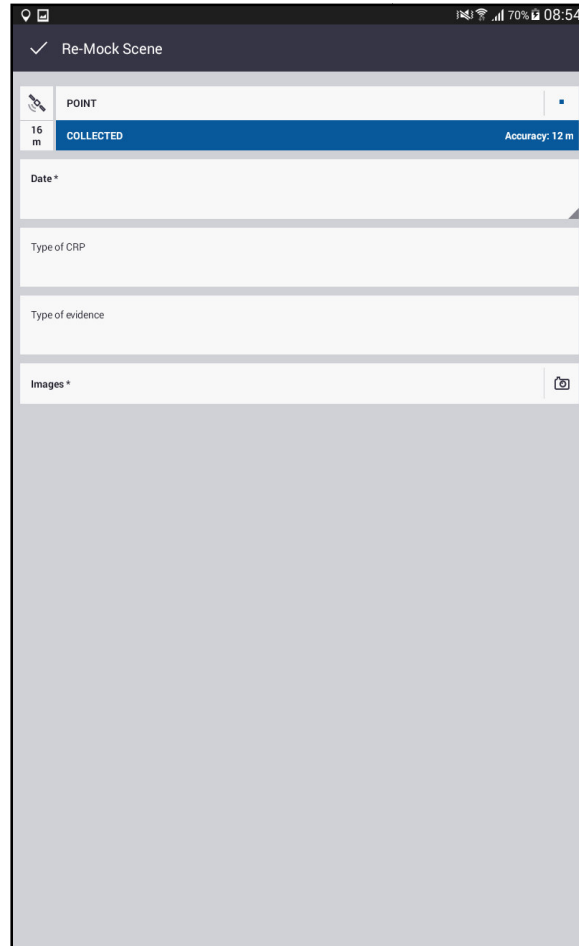 70% 08:54
Re-Mock Scene
POINT
16
m
COLLECTED Accuracy: 12 m
Date *
Type of CRP
Type of evidence
Images *